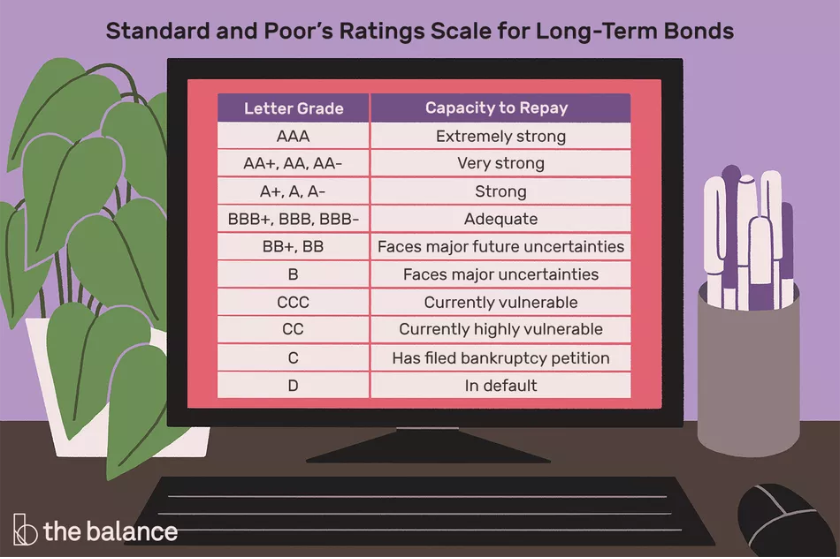 Standard and Poor's Ratings Scale for Long-Term Bonds
Letter Grade Capacity to Repay
AAA Extremely strong
AA+, AA, AA- Very strong
A+, A, A- Strong
BBB+, BBB, BBB- Adequate
BB+, BB Faces major future uncertainties
B Faces major uncertainties
CCC Currently vulnerable
CC Currently highly vulnerable
C Has filed bankruptcy petition
D In default
the balance